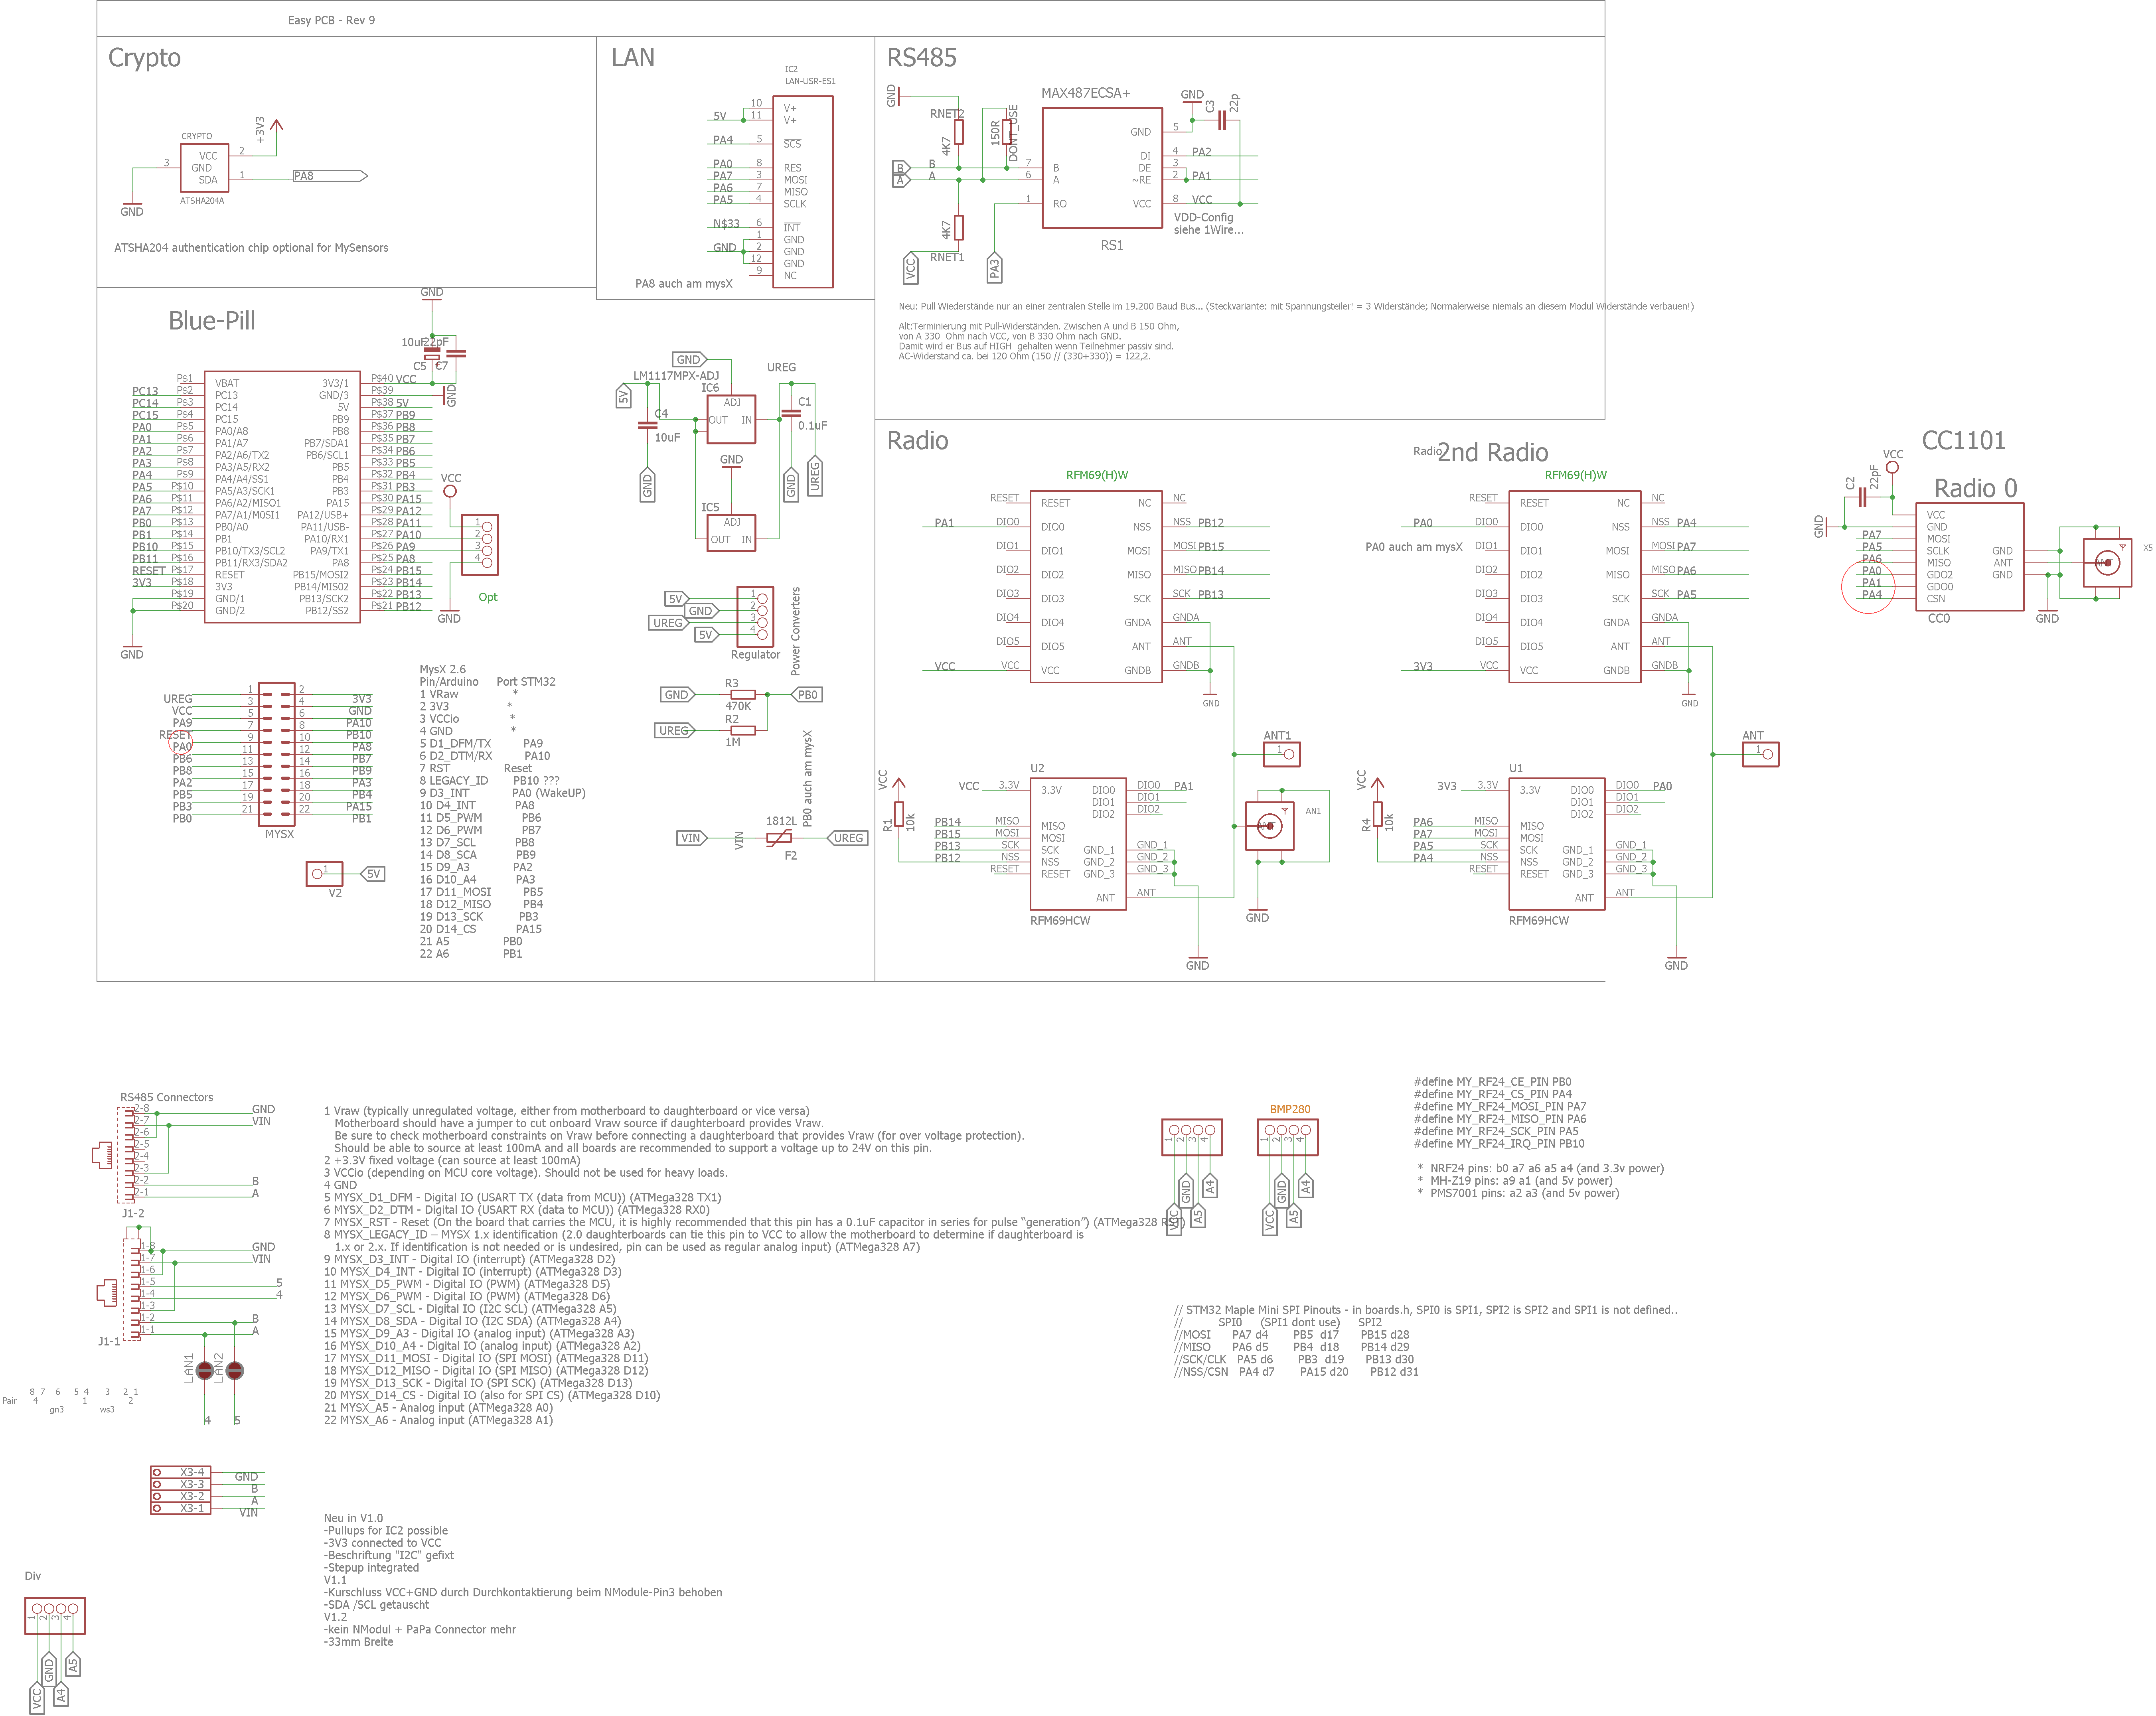 Easy PCB - Rev 9
Crypto
CRYPTO
+3V3
3
VCC
GND
SDA
2
1
PA8
ATSHA204A
GND
ATSH204 authentication chip optional for MySensors
LAN
IC2
LAN-USR-ES1
5V 10 V+
11 V+
PA4 5 SCS
PA0 8 RES
PA7 3 MOSI
PA6 7 MISO
PA5 4 SCLK
N$33 6 INT
1 GND
GND 2 GND
12 GND
9 NC
PA8 auch am mysX
RS485
MAX487ECSA+
GND
RNET2
4K7
150R
DONT_USE
B B 7 B
A A 6 A
1 RO
GND 5
DI 4 PA2
DE 3
~RE 2 PA1
VCC 8 VCC
GND
C3
22p
VDD-Config
siehe 1Wire...
RS1
4K7
RNET1
VCC
PA3
Neu: Pull Wiederstände nur an einer zentralen Stelle im 19.200 Baud Bus... (Steckvariante: mit Spannungsteiler! = 3 Widerstände; Normalerweise niemals an diesem Modul Widerstände verbauen!)
Alt:Terminierung mit Pull-Widerständen. Zwischen A und B 150 Ohm,
von A 330 Ohm nach VCC, von B 330 Ohm nach GND.
Damit wird er Bus auf HIGH gehalten wenn Teilnehmer passiv sind.
AC-Widerstand ca. bei 120 Ohm (150 // (330+330)) = 122,2.
Blue-Pill
GND
10uF
22pF
C5
C7
P$1 VBAT 3V3/1 P$40 VCC
PC13 P$2 PC13 GND/3 P$39 GND
PC14 P$3 PC14 5V P$38 5V
PC15 P$4 PC15 PB9 P$37 PB9
PA0 P$5 PA0/A8 PB8 P$36 PB8
PA1 P$6 PA1/A7 PB7/SDA1 P$35 PB7
PA2 P$7 PA2/A6/TX2 PB6/SCL1 P$34 PB6
PA3 P$8 PA3/A5/RX2 PB5 P$33 PB5
PA4 P$9 PA4/A4/SS1 PB4 P$32 PB4
PA5 P$10 PA5/A3/SCK1 PB3 P$31 PB3
PA6 P$11 PA6/A2/MISO1 PA15 P$30 PA15
PA7 P$12 PA7/A1/MOSI1 PA12/USB+ P$29 PA12
PB0 P$13 PB0/A0 PA11/USB- P$28 PA11
PB1 P$14 PB1 PA10/RX1 P$27 PA10
PB10 P$15 PB10/TX3/SCL2 PA9/TX1 P$26 PA9
PB11 P$16 PB11/RX3/SDA2 PA8 P$25 PA8
RESET P$17 RESET PB15/MOSI2 P$24 PB15
3V3 P$18 3V3 PB14/MISO2 P$23 PB14
P$19 GND/1 PB13/SCK2 P$22 PB13
P$20 GND/2 PB12/SS2 P$21 PB12
GND
VCC
1
2
3
4
Opt
GND
GND
UREG
LM1117MPX-ADJ
IC6
5V
ADJ
OUT IN
C4
10uF
C1
0.1uF
GND
GND
GND
UREG
IC5
ADJ
OUT IN
5V 1
GND 2
UREG 3
5V 4
Regulator
Power Converters
GND R3 PB0
470K
UREG R2
1M
PB0 auch am mysX
VIN VIN 1812L UREG
F2
UREG 1 2 3V3
VCC 3 4 GND
PA9 5 6 PA10
RESET 7 8 PB10
PA0 9 10 PA8
PB6 11 12 PB7
PB8 13 14 PB9
PA2 15 16 PA3
PB5 17 18 PB4
PB3 19 20 PA15
PB0 21 22 PB1
MYSX
1 5V
V2
MysX 2.6
Pin/Arduino Port STM32
1 VRaw *
2 3V3 *
3 VCCio *
4 GND *
5 D1_DFM/TX PA9
6 D2_DTM/RX PA10
7 RST Reset
8 LEGACY_ID PB10 ???
9 D3_INT PA0 (WakeUP)
10 D4_INT PA8
11 D5_PWM PB6
12 D6_PWM PB7
13 D7_SCL PB8
14 D8_SCA PB9
15 D9_A3 PA2
16 D10_A4 PA3
17 D11_MOSI PB5
18 D12_MISO PB4
19 D13_SCK PB3
20 D14_CS PA15
21 A5 PB0
22 A6 PB1
Radio
RFM69(H)W
RESET RESET NC NC
PA1 DIO0 DIO0 NSS NSS PB12
DIO1 DIO1 MOSI MOSI PB15
DIO2 DIO2 MISO MISO PB14
DIO3 DIO3 SCK SCK PB13
DIO4 DIO4 GNDA GNDA
DIO5 DIO5 ANT ANT
VCC VCC VCC GNDB GNDB
GND
ANT1
1
VCC
R1
10k
U2
VCC 3.3V 3.3V DIO0 DIO0 PA1
DIO1 DIO1
DIO2 DIO2
PB14 MISO MISO
PB15 MOSI MOSI
PB13 SCK SCK GND_1 GND_1
PB12 NSS NSS GND_2 GND_2
RESET RESET GND_3 GND_3
ANT ANT
RFM69HCW
GND
ANT
AN1
GND
Radio
2nd Radio
RFM69(H)W
RESET RESET NC NC
PA0 DIO0 DIO0 NSS NSS PA4
PA0 auch am mysX DIO1 DIO1 MOSI MOSI PA7
DIO2 DIO2 MISO MISO PA6
DIO3 DIO3 SCK SCK PA5
DIO4 DIO4 GNDA GNDA
DIO5 DIO5 ANT ANT
3V3 VCC VCC GNDB GNDB
GND
ANT
1
VCC
R4
10k
U1
3V3 3.3V 3.3V DIO0 DIO0 PA0
DIO1 DIO1
DIO2 DIO2
PA6 MISO MISO
PA7 MOSI MOSI
PA5 SCK SCK GND_1 GND_1
PA4 NSS NSS GND_2 GND_2
RESET RESET GND_3 GND_3
ANT ANT
RFM69HCW
GND
CC1101
VCC
C2
22pF
Radio 0
GND
VCC
GND
PA7 MOSI
PA5 SCLK GND
PA6 MISO ANT
PA0 GDO2 GND
PA1 GDO0
PA4 CSN
CC0
GND
ANT
X5
RS485 Connectors
2-8 GND
2-7 VIN
2-6
2-5
2-4
2-3
2-2 B
2-1 A
J1-2
1-8 GND
1-7 VIN
1-6
1-5 5
1-4 4
1-3
1-2 B
1-1 A
J1-1
LAN1
LAN2
4 5
8 7 6 5 4 3 2 1
Pair 4 1 2
gn3 ws3
X3-4 GND
X3-3 B
X3-2 A
X3-1 VIN
1 Vraw (typically unregulated voltage, either from motherboard to daughterboard or vice versa)
Motherboard should have a jumper to cut onboard Vraw source if daughterboard provides Vraw.
Be sure to check motherboard constraints on Vraw before connecting a daughterboard that provides Vraw (for over voltage protection).
Should be able to source at least 100mA and all boards are recommended to support a voltage up to 24V on this pin.
2 +3.3V fixed voltage (can source at least 100mA)
3 VCCio (depending on MCU core voltage). Should not be used for heavy loads.
4 GND
5 MYSX_D1_DFM - Digital IO (USART TX (data from MCU)) (ATMega328 TX1)
6 MYSX_D2_DTM - Digital IO (USART RX (data to MCU)) (ATMega328 RX0)
7 MYSX_RST - Reset (On the board that carries the MCU, it is highly recommended that this pin has a 0.1uF capacitor in series for pulse “generation”) (ATMega328 RST)
8 MYSX_LEGACY_ID – MYSX 1.x identification (2.0 daughterboards can tie this pin to VCC to allow the motherboard to determine if daughterboard is
1.x or 2.x. If identification is not needed or is undesired, pin can be used as regular analog input) (ATMega328 A7)
9 MYSX_D3_INT - Digital IO (interrupt) (ATMega328 D2)
10 MYSX_D4_INT - Digital IO (interrupt) (ATMega328 D3)
11 MYSX_D5_PWM - Digital IO (PWM) (ATMega328 D5)
12 MYSX_D6_PWM - Digital IO (PWM) (ATMega328 D6)
13 MYSX_D7_SCL - Digital IO (I2C SCL) (ATMega328 A5)
14 MYSX_D8_SDA - Digital IO (I2C SDA) (ATMega328 A4)
15 MYSX_D9_A3 - Digital IO (analog input) (ATMega328 A3)
16 MYSX_D10_A4 - Digital IO (analog input) (ATMega328 A2)
17 MYSX_D11_MOSI - Digital IO (SPI MOSI) (ATMega328 D11)
18 MYSX_D12_MISO - Digital IO (SPI MISO) (ATMega328 D12)
19 MYSX_D13_SCK - Digital IO (SPI SCK) (ATMega328 D13)
20 MYSX_D14_CS - Digital IO (also for SPI CS) (ATMega328 D10)
21 MYSX_A5 - Analog input (ATMega328 A0)
22 MYSX_A6 - Analog input (ATMega328 A1)
1 2 3 4
VCC GND A5 A4
BMP280
1 2 3 4
VCC GND A5 A4
#define MY_RF24_CE_PIN PB0
#define MY_RF24_CS_PIN PA4
#define MY_RF24_MOSI_PIN PA7
#define MY_RF24_MISO_PIN PA6
#define MY_RF24_SCK_PIN PA5
#define MY_RF24_IRQ_PIN PB10
* NRF24 pins: b0 a7 a6 a5 a4 (and 3.3v power)
* MH-Z19 pins: a9 a1 (and 5v power)
* PMS7001 pins: a2 a3 (and 5v power)
// STM32 Maple Mini SPI Pinouts - in boards.h, SPI0 is SPI1, SPI2 is SPI2 and SPI1 is not defined..
// SPI0 (SPI1 dont use) SPI2
//MOSI PA7 d4 PB5 d17 PB15 d28
//MISO PA6 d5 PB4 d18 PB14 d29
//SCK/CLK PA5 d6 PB3 d19 PB13 d30
//NSS/CSN PA4 d7 PA15 d20 PB12 d31
Neu in V1.0
-Pullups for IC2 possible
-3V3 connected to VCC
-Beschriftung "I2C" gefixt
-Stepup integrated
V1.1
-Kurschluss VCC+GND durch Durchkontaktierung beim NModule-Pin3 behoben
-SDA /SCL getauscht
V1.2
-kein NModul + PaPa Connector mehr
-33mm Breite
Div
1 2 3 4
VCC GND A4 A5